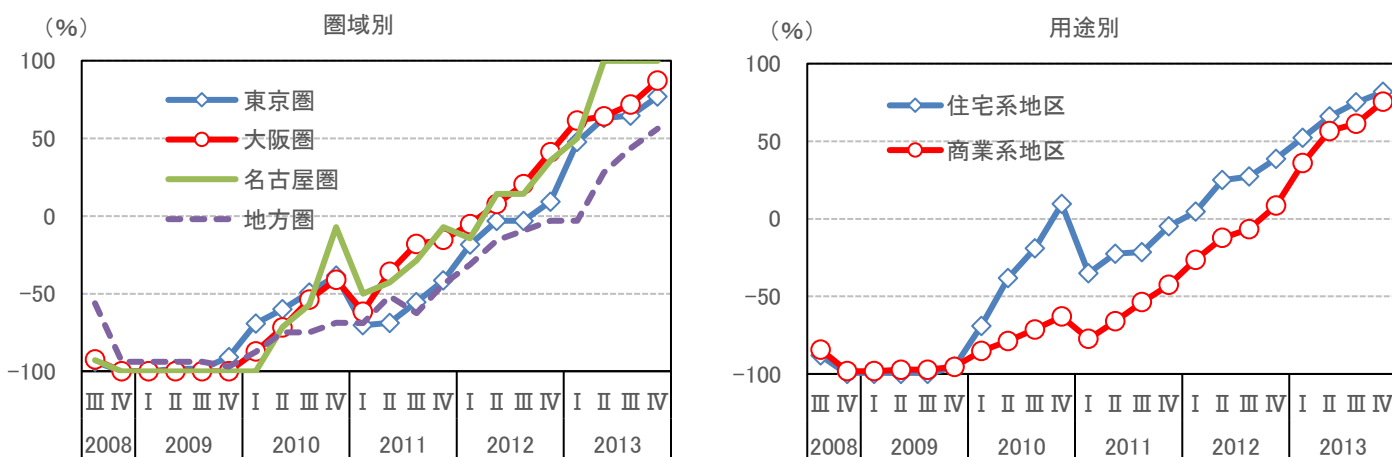 圏域別
(%)
100
50
0
-50
-100
東京圏
大阪圏
名古屋圏
地方圏
Ⅲ Ⅳ Ⅰ Ⅱ Ⅲ Ⅳ Ⅰ Ⅱ Ⅲ Ⅳ Ⅰ Ⅱ Ⅲ Ⅳ Ⅰ Ⅱ Ⅲ Ⅳ Ⅰ Ⅱ Ⅲ Ⅳ
2008 2009 2010 2011 2012 2013
用途別
(%)
100
50
0
-50
-100
住宅系地区
商業系地区
Ⅲ Ⅳ Ⅰ Ⅱ Ⅲ Ⅳ Ⅰ Ⅱ Ⅲ Ⅳ Ⅰ Ⅱ Ⅲ Ⅳ Ⅰ Ⅱ Ⅲ Ⅳ Ⅰ Ⅱ Ⅲ Ⅳ
2008 2009 2010 2011 2012 2013